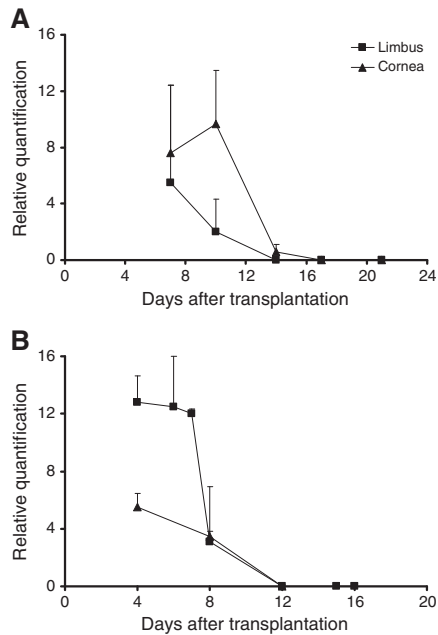 A
16
12
8
4
0
Relative quantification
Limbus
Cornea
0 4 8 12 16 20 24
Days after transplantation
B
16
12
8
4
0
Relative quantification
0 4 8 12 16 20
Days after transplantation